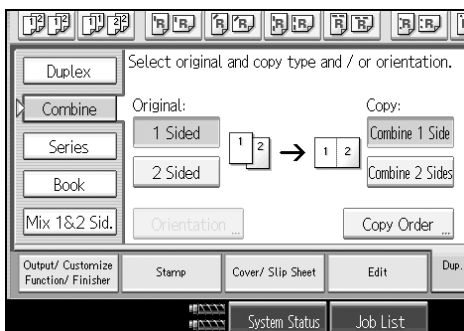 Duplex
Select original and copy type and / or orientation.
Combine
Original:
Copy:
1 Sided
1 2
1 2
Combine 1 Side
Series
2 Sided
Combine 2 Sides
Book
Mix 1&2 Sid.
Orientation ...
Copy Order ...
Output/ Customize
Function/ Finisher
Stamp
Cover/ Slip Sheet
Edit
Dup.
System Status
Job List